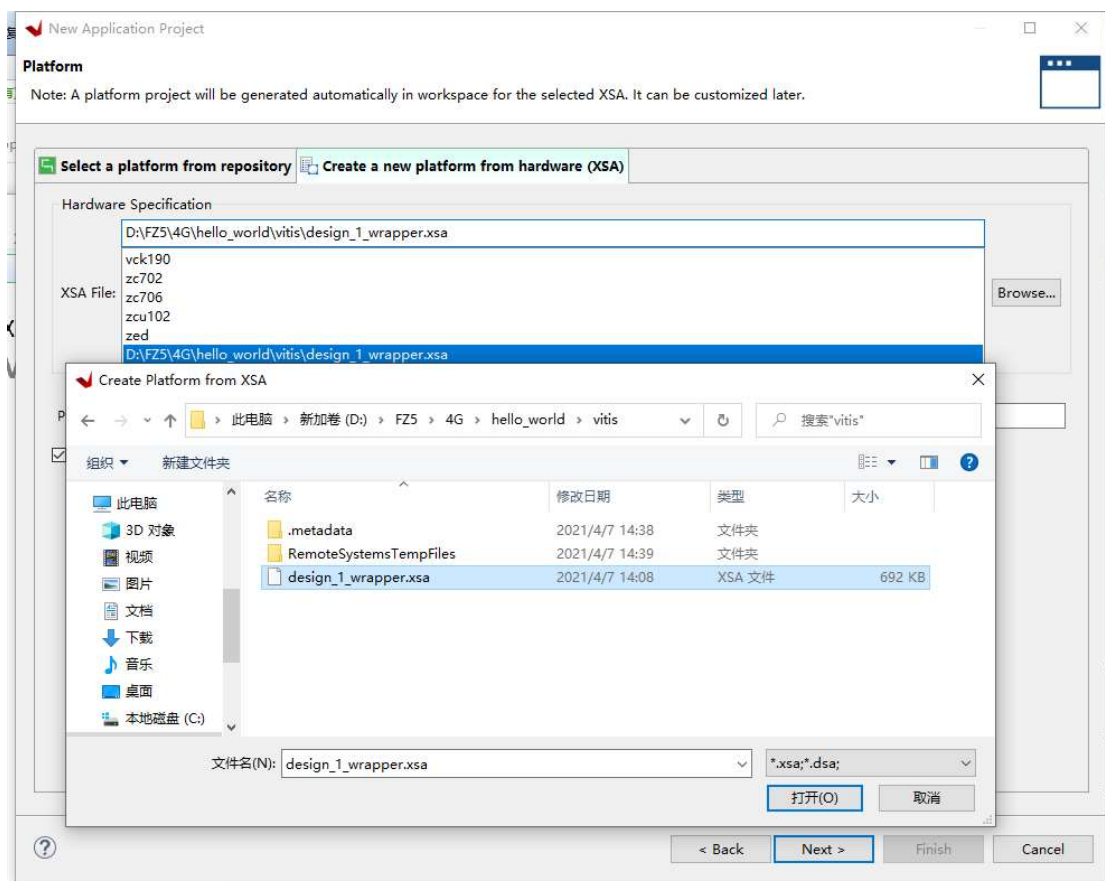 New Application Project
Platform
Note: A platform project will be generated automatically in workspace for the selected XSA. It can be customized later.
Select a platform from repository Create a new platform from hardware (XSA)
Hardware Specification
D:\FZ5\4G\hello_world\vitis\design_1_wrapper.xsa
vck190
zc702
XSA File: zc706 Browse...
zcu102
zed
D:\FZ5\4G\hello_world\vitis\design_1_wrapper.xsa
Create Platform from XSA
此电脑 › 新加卷 (D:) › FZ5 › 4G › hello_world › vitis 搜索"vitis"
组织 新建文件夹
名称 修改日期 类型 大小
此电脑
3D 对象
视频
图片
文档
下载
音乐
桌面
本地磁盘 (C:)
.metadata 2021/4/7 14:38 文件夹
RemoteSystemsTempFiles 2021/4/7 14:39 文件夹
design_1_wrapper.xsa 2021/4/7 14:08 XSA 文件 692 KB
文件名(N): design_1_wrapper.xsa *.xsa;*.dsa;
打开(O) 取消
< Back Next > Finish Cancel